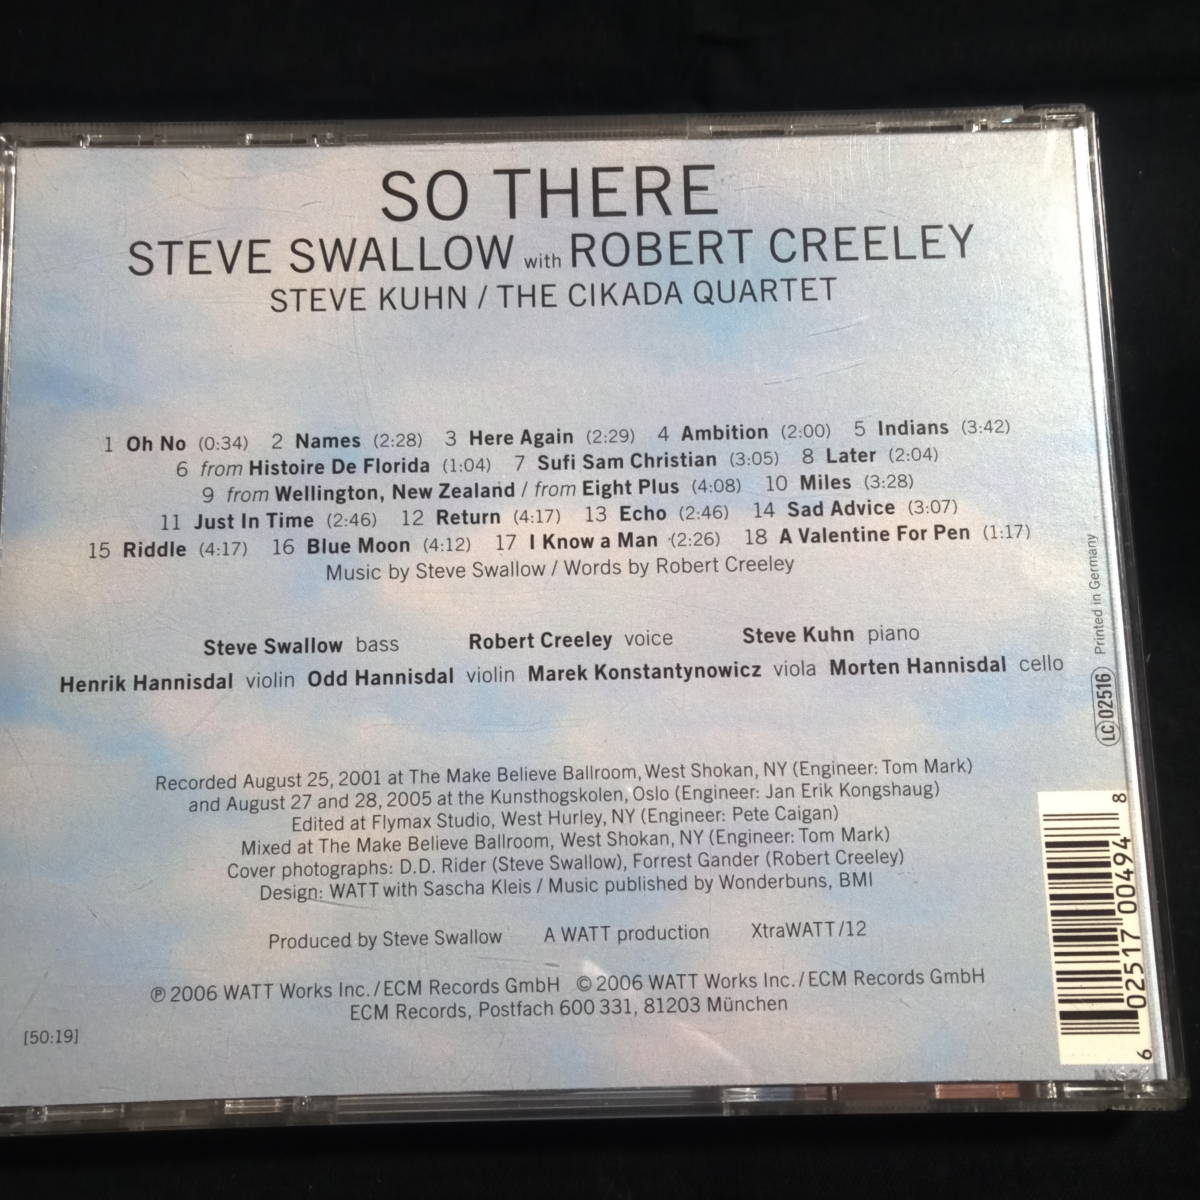 SO THERE
STEVE SWALLOW with ROBERT CREELEY
STEVE KUHN / THE CIKADA QUARTET
1 Oh No (0:34) 2 Names (2:28) 3 Here Again (2:29) 4 Ambition (2:00) 5 Indians (3:42)
6 from Histoire De Florida (1:04) 7 Sufi Sam Christian (3:05) 8 Later (2:04)
9 from Wellington, New Zealand / from Eight Plus (4:08) 10 Miles (3:28)
11 Just In Time (2:46) 12 Return (4:17) 13 Echo (2:46) 14 Sad Advice (3:07)
15 Riddle (4:17) 16 Blue Moon (4:12) 17 I Know a Man (2:26) 18 A Valentine For Pen (1:17)
Music by Steve Swallow / Words by Robert Creeley
Steve Swallow bass Robert Creeley voice Steve Kuhn piano
Henrik Hannisdal violin Odd Hannisdal violin Marek Konstantynowicz viola Morten Hannisdal cello
Recorded August 25, 2001 at The Make Believe Ballroom, West Shokan, NY (Engineer: Tom Mark)
and August 27 and 28, 2005 at the Kunsthogskolen, Oslo (Engineer: Jan Erik Kongshaug)
Edited at Flymax Studio, West Hurley, NY (Engineer: Pete Caigan)
Mixed at The Make Believe Ballroom, West Shokan, NY (Engineer: Tom Mark)
Cover photographs: D.D. Rider (Steve Swallow), Forrest Gander (Robert Creeley)
Design: WATT with Sascha Kleis / Music published by Wonderbuns, BMI
Produced by Steve Swallow A WATT production XtraWATT/12
℗ 2006 WATT Works Inc. / ECM Records GmbH © 2006 WATT Works Inc. / ECM Records GmbH
ECM Records, Postfach 600 331, 81203 München
[50:19]
LC 02516 Printed in Germany
6 02517 00494 8